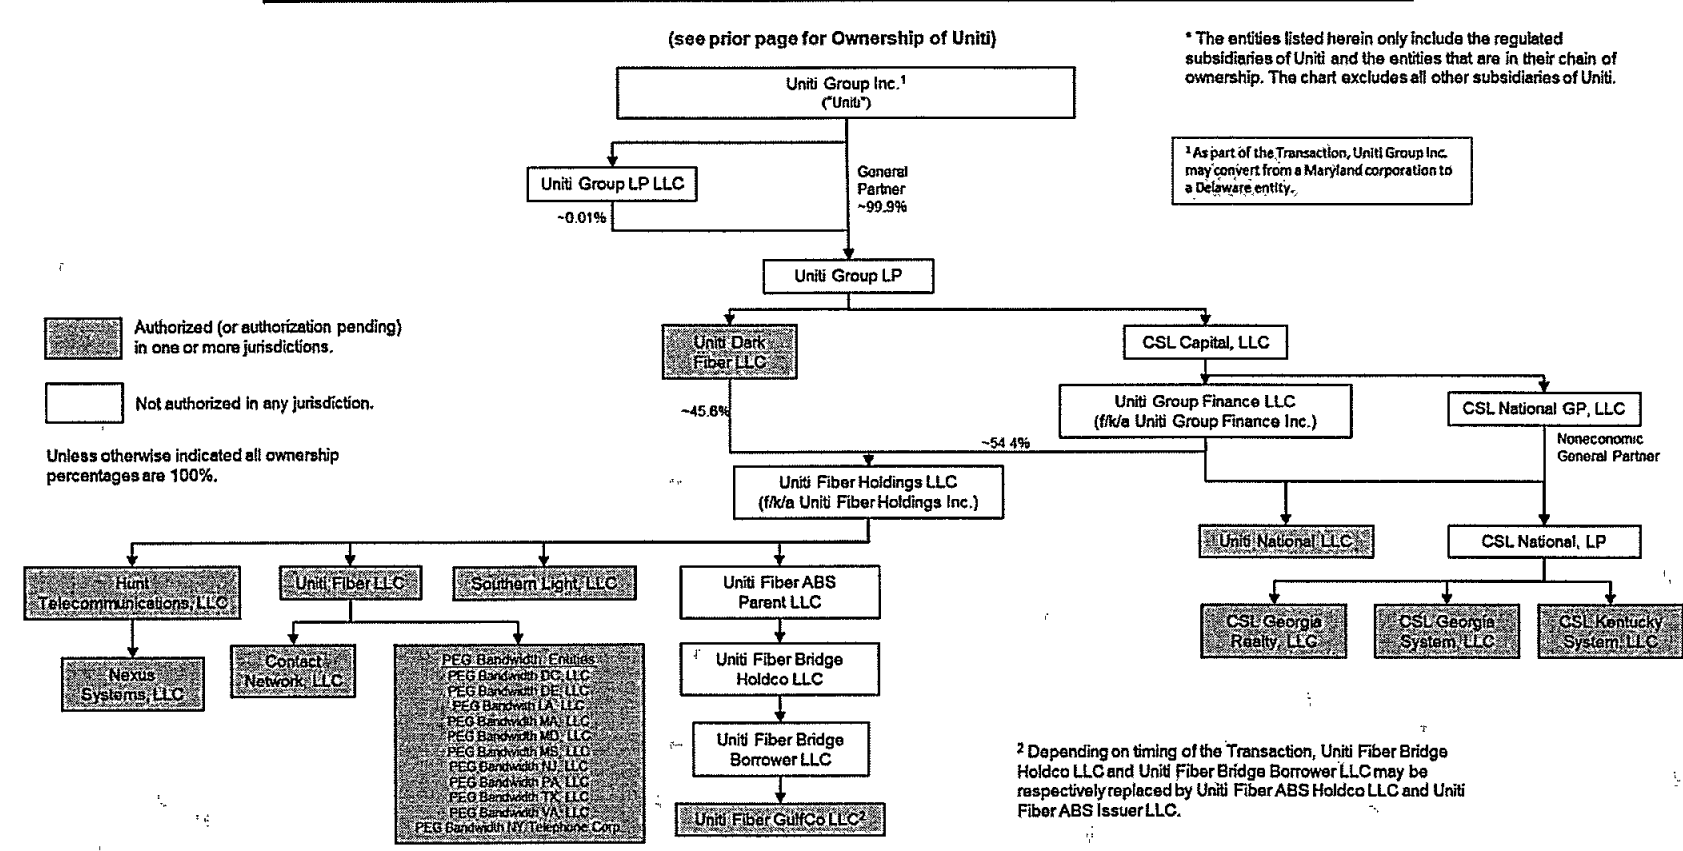 (see prior page for Ownership of Uniti)
* The entities listed herein only include the regulated
subsidiaries of Uniti and the entities that are in their chain of
ownership. The chart excludes all other subsidiaries of Uniti.
Uniti Group Inc.¹
("Uniti")
¹ As part of the Transaction, Uniti Group Inc.
may convert from a Maryland corporation to
a Delaware entity.
Uniti Group LP LLC
General
Partner
~99.9%
~0.01%
Uniti Group LP
Authorized (or authorization pending)
in one or more jurisdictions.
Not authorized in any jurisdiction.
Unless otherwise indicated all ownership
percentages are 100%.
Uniti Dark
Fiber LLC
CSL Capital, LLC
~45.6%
Uniti Group Finance LLC
(f/k/a Uniti Group Finance Inc.)
CSL National GP, LLC
~54.4%
Noneconomic
General Partner
Uniti Fiber Holdings LLC
(f/k/a Uniti Fiber Holdings Inc.)
Uniti National LLC
CSL National, LP
Hunt
Telecommunications, LLC
Uniti Fiber LLC
Southern Light, LLC
Uniti Fiber ABS
Parent LLC
CSL Georgia
Realty, LLC
CSL Georgia
System, LLC
CSL Kentucky
System, LLC
Nexus
Systems, LLC
Contact
Network, LLC
PEG Bandwidth Entities
PEG Bandwidth DC, LLC
PEG Bandwidth DE, LLC
PEG Bandwith LA, LLC
PEG Bandwidth MA, LLC
PEG Bandwidth MD, LLC
PEG Bandwidth MS, LLC
PEG Bandwidth NJ, LLC
PEG Bandwidth PA, LLC
PEG Bandwidth TX, LLC
PEG Bandwidth VA, LLC
PEG Bandwidth NY Telephone Corp.
Uniti Fiber Bridge
Holdco LLC
Uniti Fiber Bridge
Borrower LLC
Uniti Fiber GulfCo LLC²
² Depending on timing of the Transaction, Uniti Fiber Bridge
Holdco LLC and Uniti Fiber Bridge Borrower LLC may be
respectively replaced by Uniti Fiber ABS Holdco LLC and Uniti
Fiber ABS Issuer LLC.